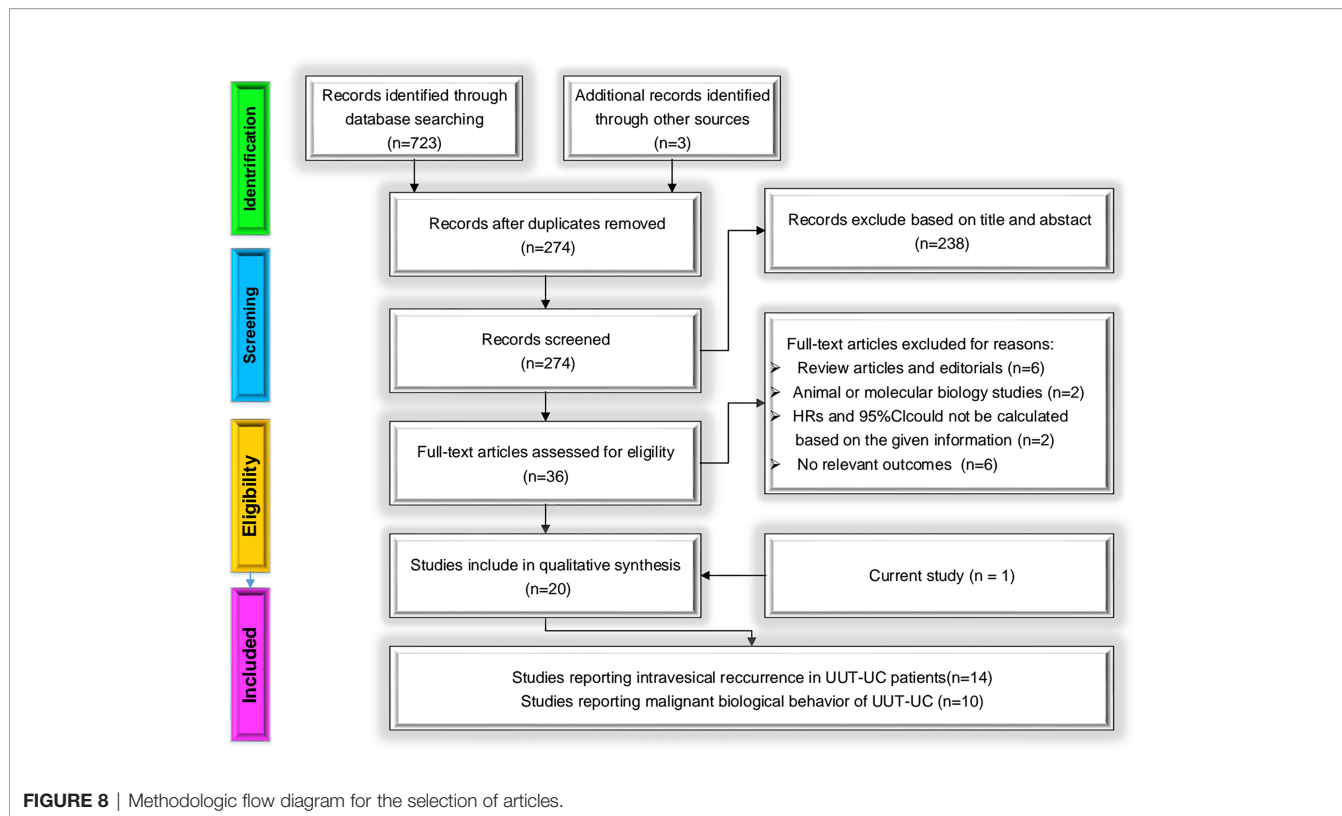 Identification
Records identified through
database searching
(n=723)
Additional records identified
through other sources
(n=3)
Records after duplicates removed
(n=274)
Records exclude based on title and abstact
(n=238)
Screening
Records screened
(n=274)
Full-text articles excluded for reasons:
➢ Review articles and editorials (n=6)
➢ Animal or molecular biology studies (n=2)
➢ HRs and 95%CIcould not be calculated
based on the given information (n=2)
➢ No relevant outcomes (n=6)
Eligibility
Full-text articles assessed for eligility
(n=36)
Studies include in qualitative synthesis
(n=20)
Current study (n = 1)
Included
Studies reporting intravesical reccurrence in UUT-UC patients(n=14)
Studies reporting malignant biological behavior of UUT-UC (n=10)
FIGURE 8 | Methodologic flow diagram for the selection of articles.